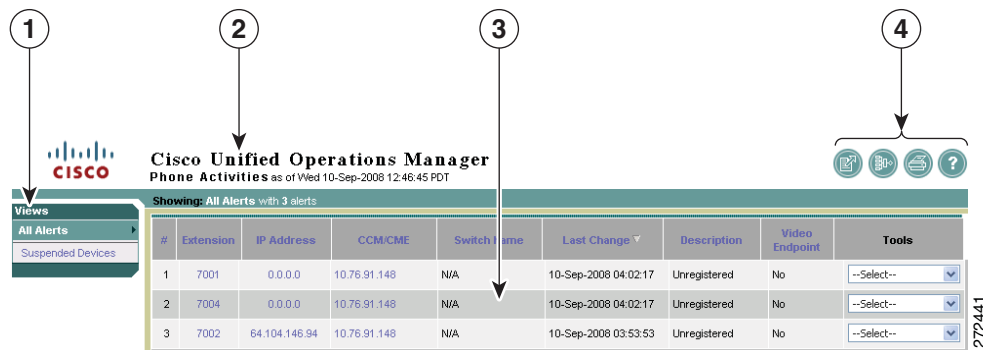 1
2
3
4
CISCO
Cisco Unified Operations Manager
Phone Activities as of Wed 10-Sep-2008 12:46:45 PDT
Showing: All Alerts with 3 alerts
Views
All Alerts
Suspended Devices
# Extension IP Address CCM/CME Switch Name Last Change Description Video Endpoint Tools
1 7001 0.0.0.0 10.76.91.148 N/A 10-Sep-2008 04:02:17 Unregistered No --Select--
2 7004 0.0.0.0 10.76.91.148 N/A 10-Sep-2008 04:02:17 Unregistered No --Select--
3 7002 64.104.146.94 10.76.91.148 N/A 10-Sep-2008 03:53:53 Unregistered No --Select--
?
272441